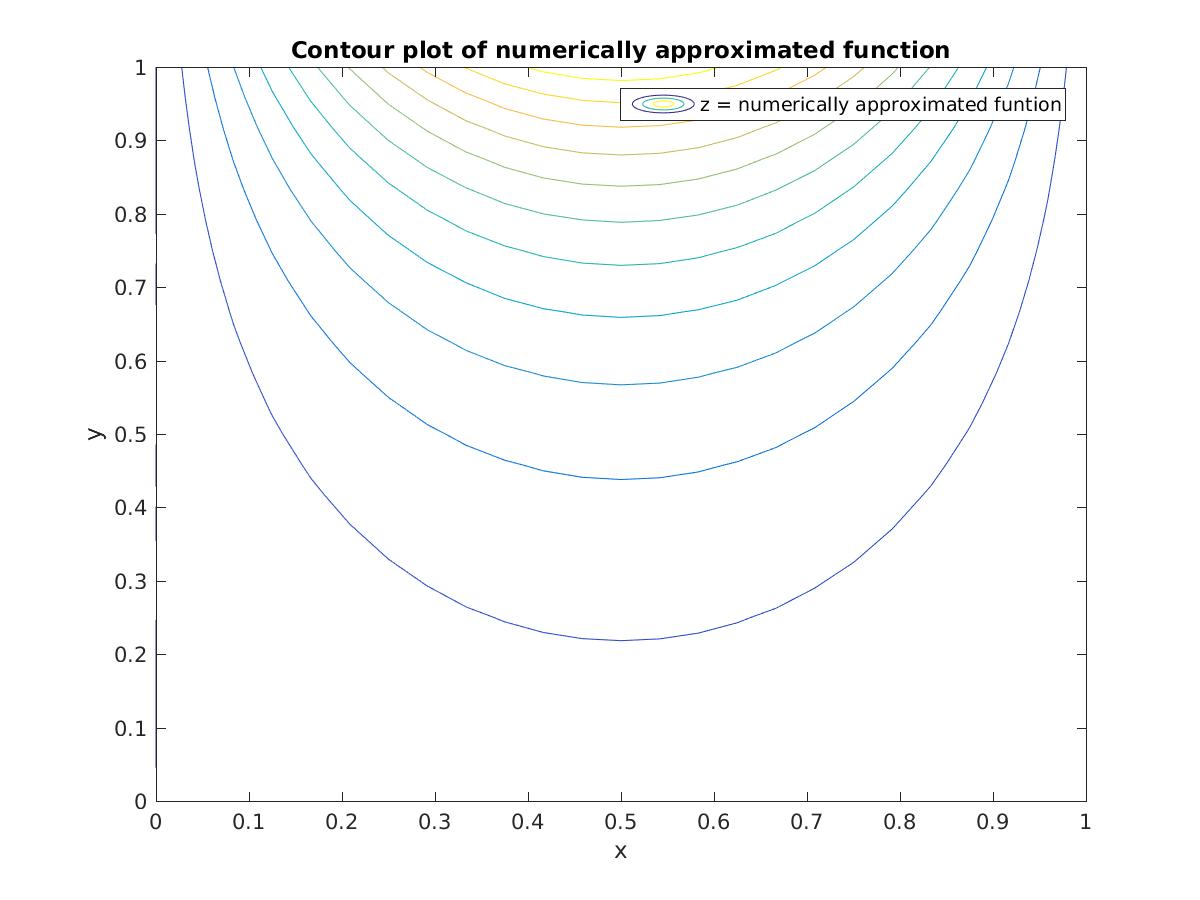 Contour plot of numerically approximated function
z = numerically approximated funtion
1
0.9
0.8
0.7
0.6
0.5
0.4
0.3
0.2
0.1
0
y
0 0.1 0.2 0.3 0.4 0.5 0.6 0.7 0.8 0.9 1
x